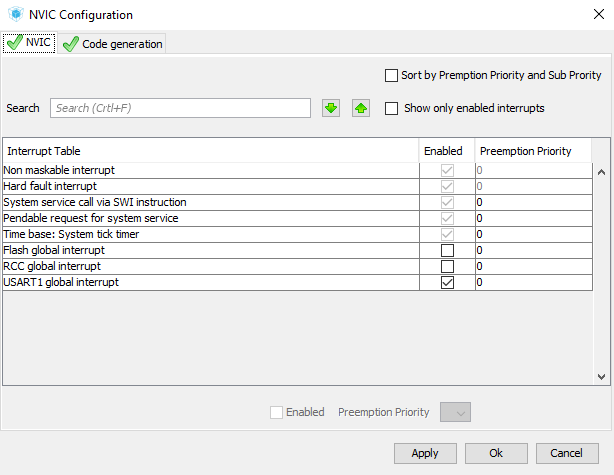 NVIC Configuration
NVIC Code generation
Sort by Premption Priority and Sub Prority
Search Search (Crtl+F) Show only enabled interrupts
Interrupt Table Enabled Preemption Priority
Non maskable interrupt 0
Hard fault interrupt 0
System service call via SWI instruction 0
Pendable request for system service 0
Time base: System tick timer 0
Flash global interrupt 0
RCC global interrupt 0
USART1 global interrupt 0
Enabled Preemption Priority
Apply Ok Cancel